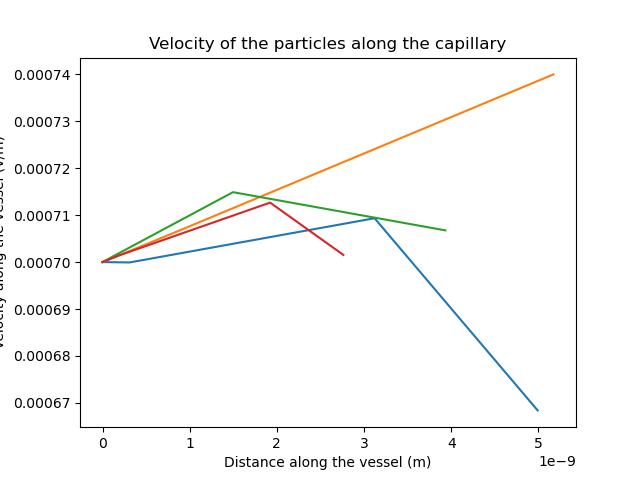 Velocity of the particles along the capillary
0.00074
0.00073
0.00072
0.00071
0.00070
0.00069
0.00068
0.00067
along the vessel
0 1 2 3 4 5
1e−9
Distance along the vessel (m)